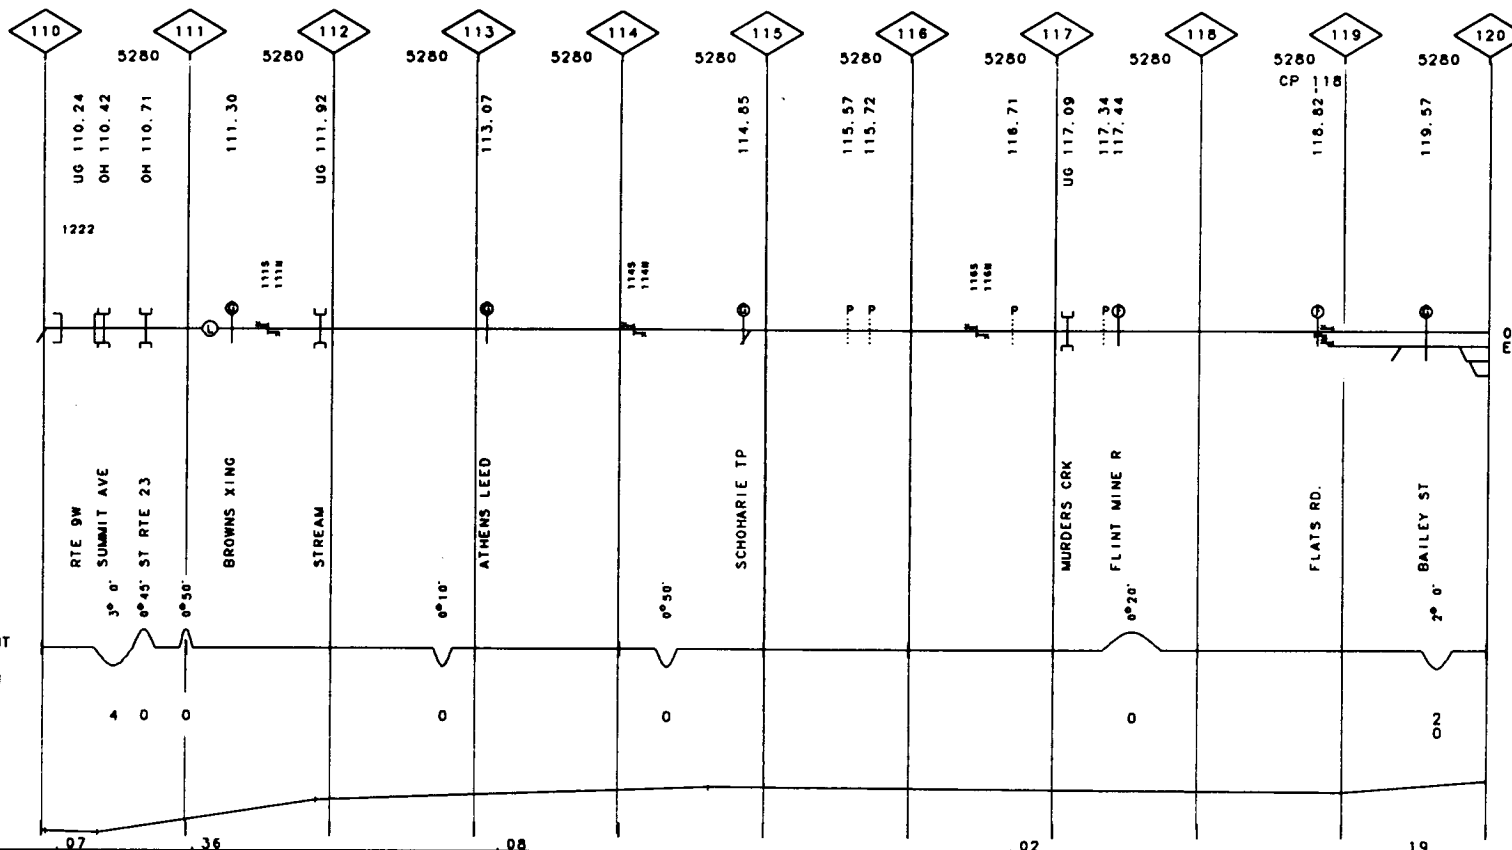 110 111 112 113 114 115 116 117 118 119 120
5280 5280 5280 5280 5280 5280 5280 5280 5280 5280
CP 118
UG 110.24
OH 110.42
OH 110.71
111.30
UG 111.92
113.07
114.85
115.57
115.72
116.71
UG 117.09
117.34
117.44
118.82
119.57
1222
111S
111N
114S
114N
116S
116N
L
P P P P
O
E
RTE 9W
SUMMIT AVE
ST RTE 23
BROWNS XING
STREAM
ATHENS LEED
SCHOHARIE TP
MURDERS CRK
FLINT MINE R
FLATS RD.
BAILEY ST
3° 0' 0°45' 0°50' 0°10' 0°50' 0°20' 2° 0'
4 0 0 0 0 0 2
0
.07 .36 .08 .02 .19